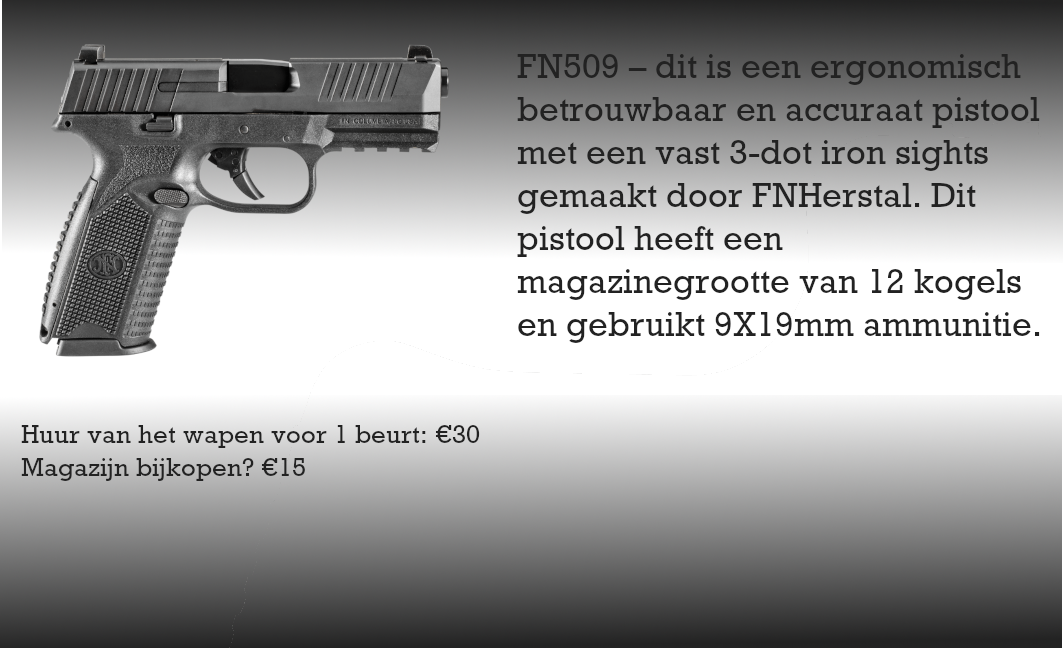 FN509 – dit is een ergonomisch
betrouwbaar en accuraat pistool
met een vast 3-dot iron sights
gemaakt door FNHerstal. Dit
pistool heeft een
magazinegrootte van 12 kogels
en gebruikt 9X19mm ammunitie.
Huur van het wapen voor 1 beurt: €30
Magazijn bijkopen? €15